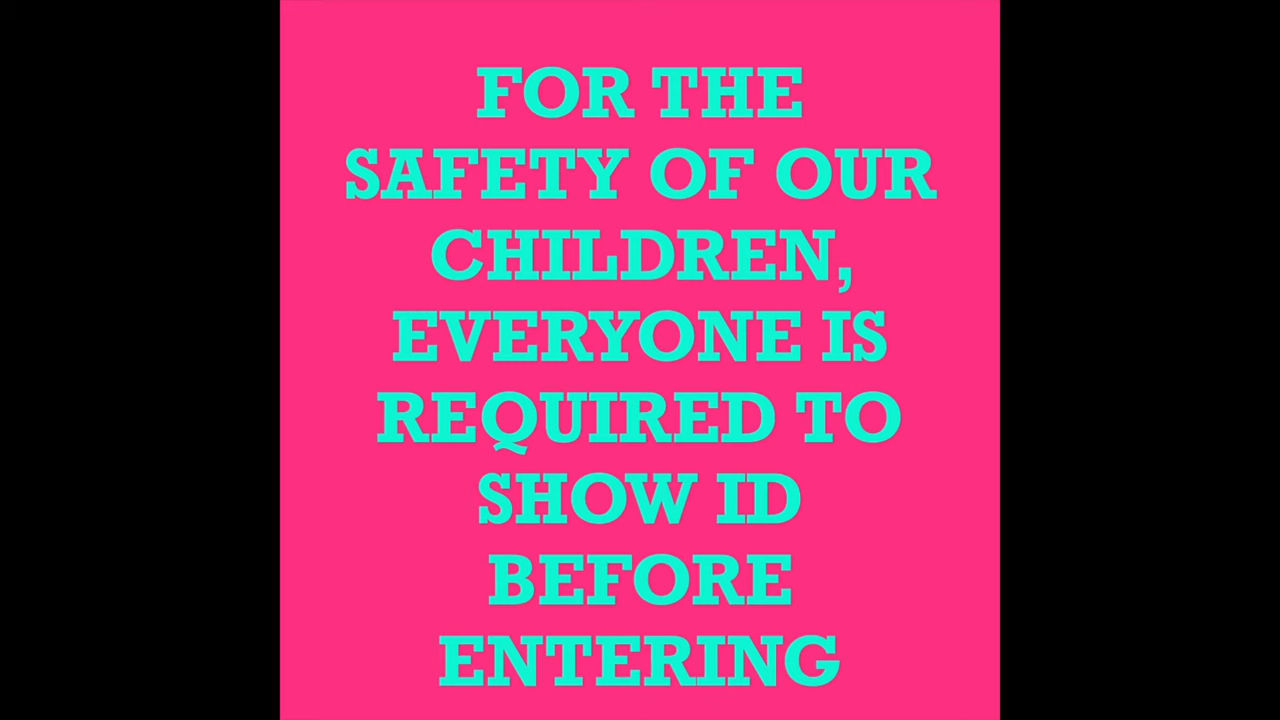 FOR THE
SAFETY OF OUR
CHILDREN,
EVERYONE IS
REQUIRED TO
SHOW ID
BEFORE
ENTERING